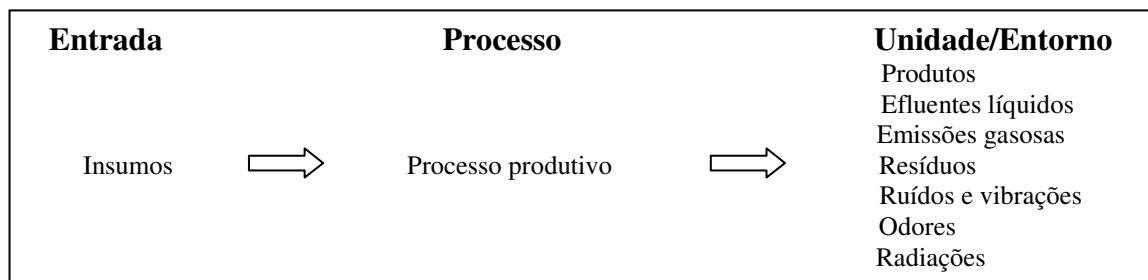 Entrada Processo Unidade/Entorno
Produtos
Efluentes líquidos
Emissões gasosas
Insumos Processo produtivo Resíduos
Ruídos e vibrações
Odores
Radiações